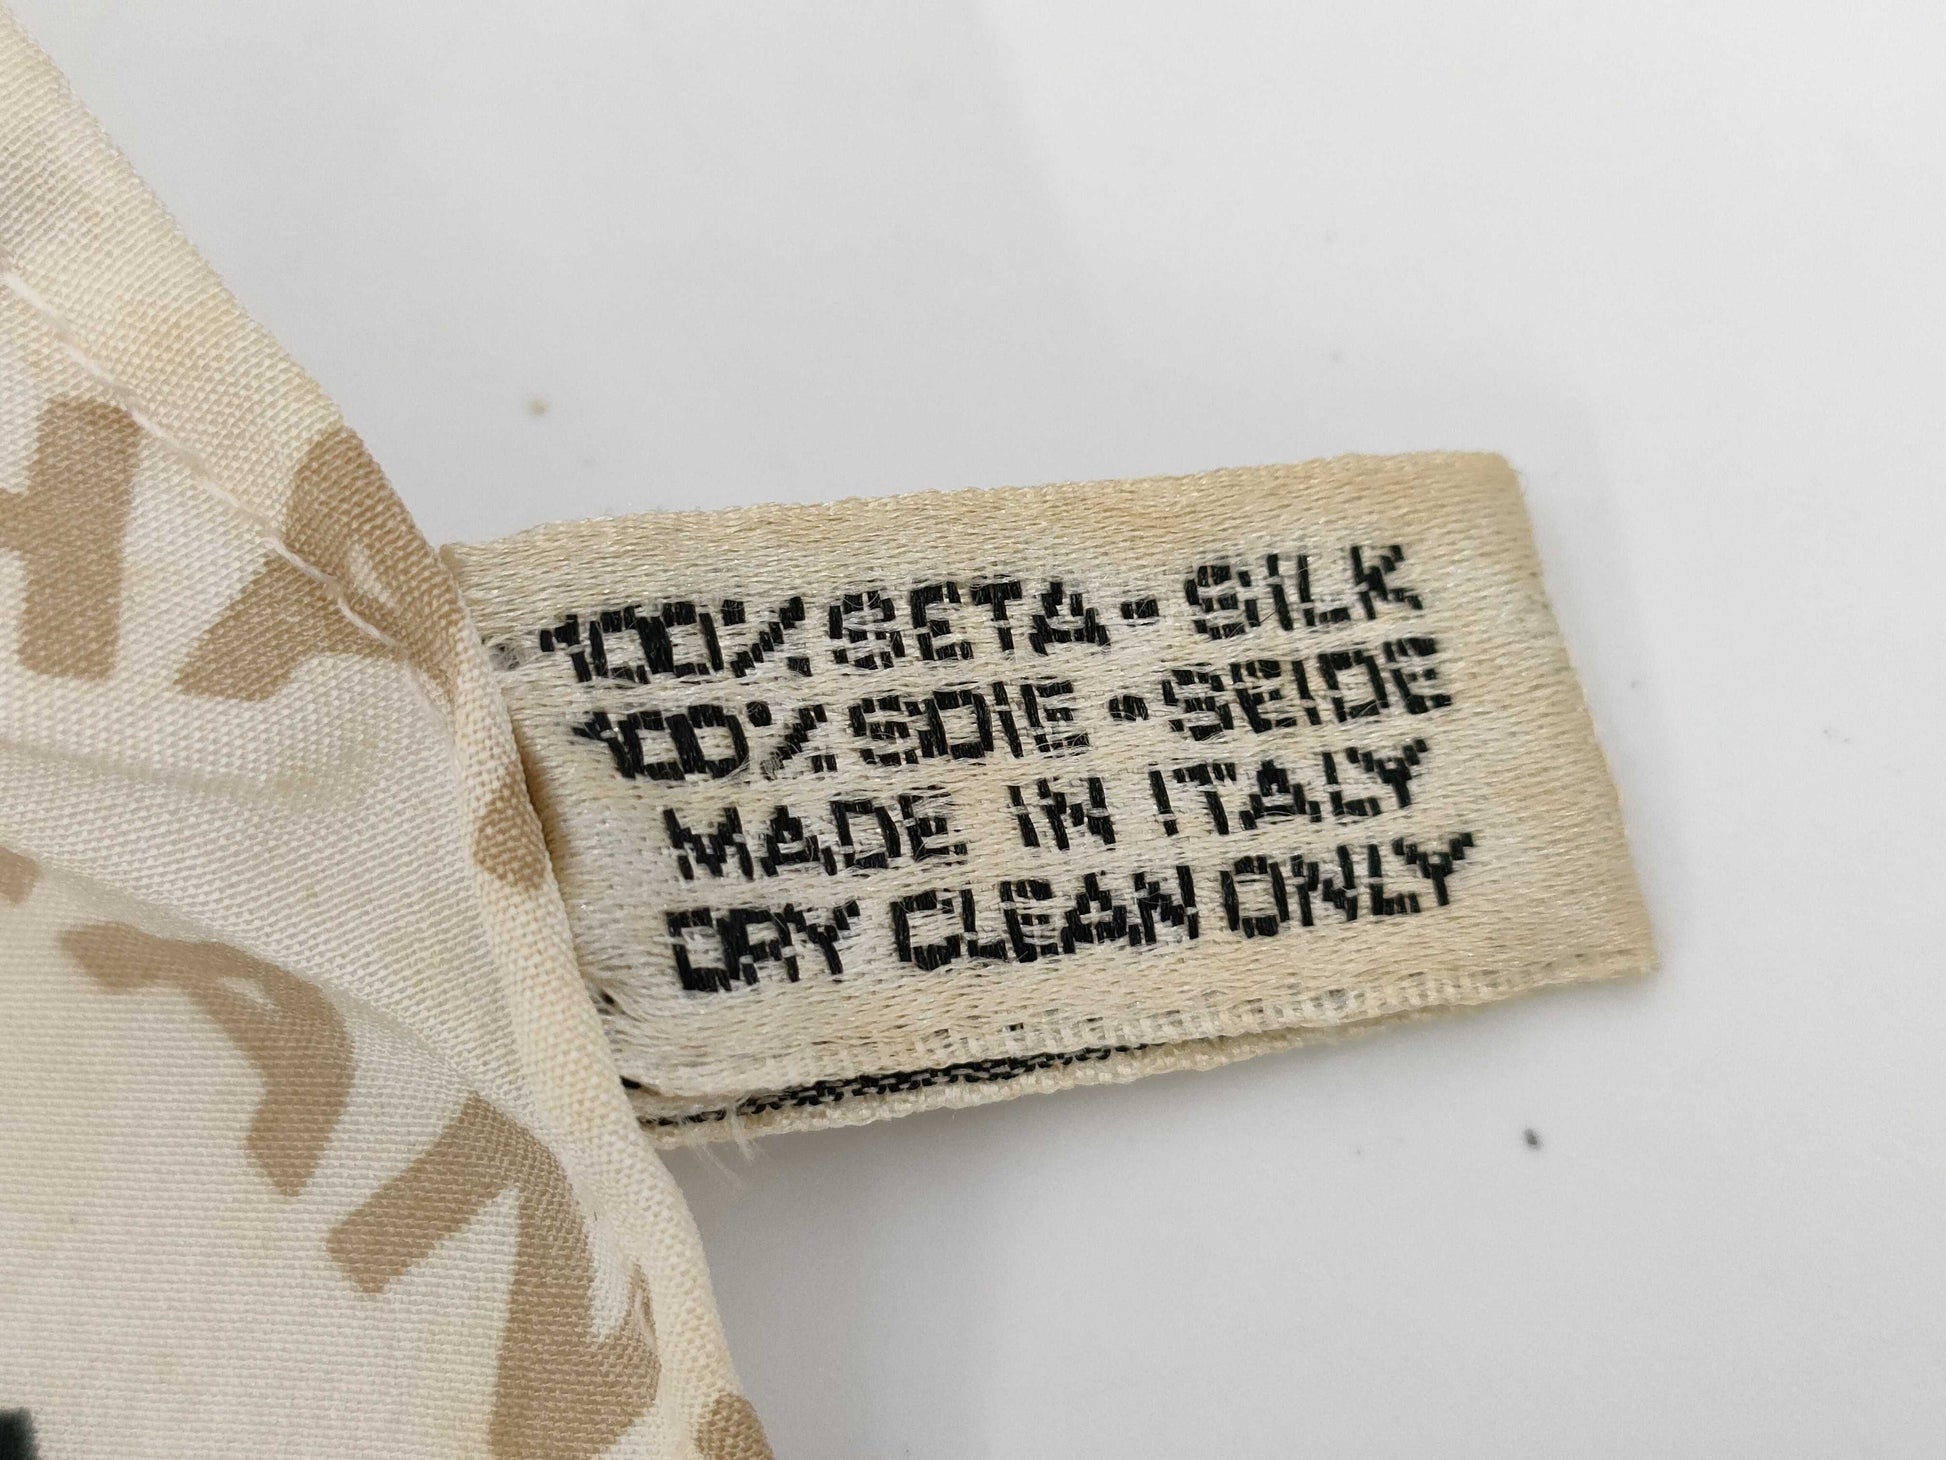 100% SETA - SILK
100% SOIE - SEIDE
MADE IN ITALY
DRY CLEAN ONLY